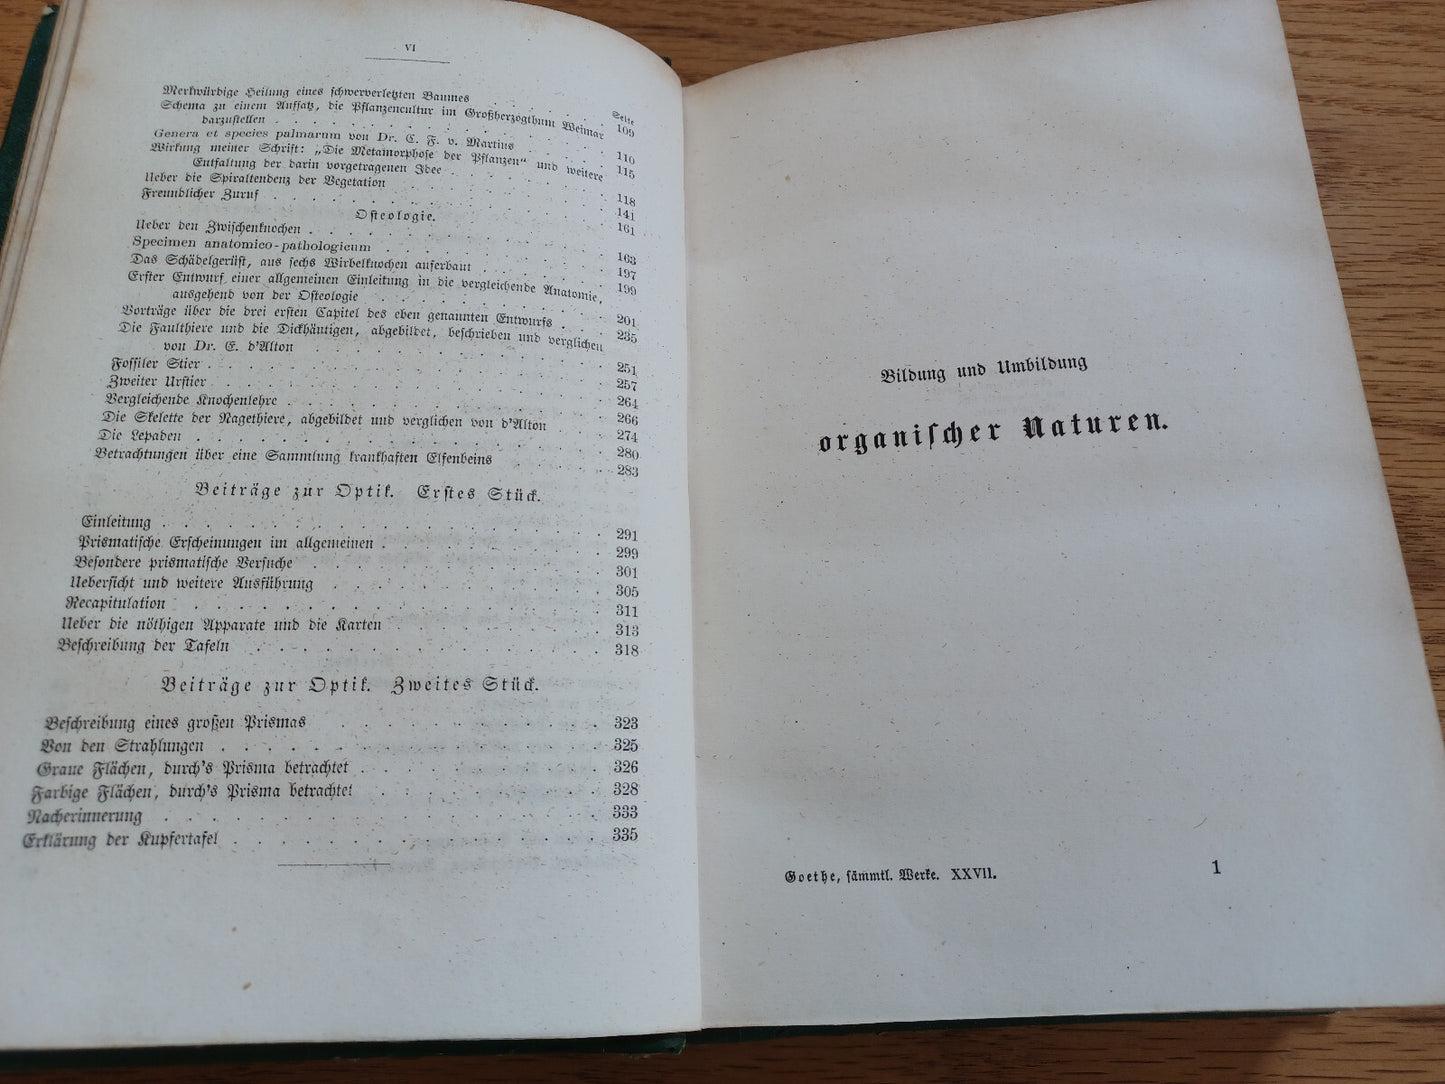 VI
Seite
Merkwürdige Heilung eines schwerverletzten Baumes . . . . . . 109
Schema zu einem Aufsatz, die Pflanzencultur im Großherzogthum Weimar
darzustellen . . . . . . . . . . . . 110
Genera et species palmarum von Dr. C. F. v. Martius . . . . . 115
Wirkung meiner Schrift: „Die Metamorphose der Pflanzen“ und weitere
Entfaltung der darin vorgetragenen Idee . . . . . . . 118
Ueber die Spiraltendenz der Vegetation . . . . . . . . 141
Freundlicher Zuruf . . . . . . . . . . . . 161
Osteologie.
Ueber den Zwischenknochen . . . . . . . . . . 163
Specimen anatomico-pathologicum . . . . . . . . 197
Das Schädelgerüst, aus sechs Wirbelknochen auferbaut . . . . . 199
Erster Entwurf einer allgemeinen Einleitung in die vergleichende Anatomie,
ausgehend von der Osteologie . . . . . . . . 201
Vorträge über die drei ersten Capitel des eben genannten Entwurfs . . 235
Die Faulthiere und die Dickhäutigen, abgebildet, beschrieben und verglichen
von Dr. E. d'Alton . . . . . . . . . . 251
Fossiler Stier . . . . . . . . . . . . . 257
Zweiter Urstier . . . . . . . . . . . . . 264
Vergleichende Knochenlehre . . . . . . . . . . 266
Die Skelette der Nagethiere, abgebildet und verglichen von d'Alton . . 274
Die Lepaden . . . . . . . . . . . . . 280
Betrachtungen über eine Sammlung krankhaften Elfenbeins . . . . 283
Beiträge zur Optik. Erstes Stück.
Einleitung . . . . . . . . . . . . . . 291
Prismatische Erscheinungen im allgemeinen . . . . . . . 299
Besondere prismatische Versuche . . . . . . . . . 301
Uebersicht und weitere Ausführung . . . . . . . . . 305
Recapitulation . . . . . . . . . . . . . 311
Ueber die nöthigen Apparate und die Karten . . . . . . . 313
Beschreibung der Tafeln . . . . . . . . . . . 318
Beiträge zur Optik. Zweites Stück.
Beschreibung eines großen Prismas . . . . . . . . . 323
Von den Strahlungen . . . . . . . . . . . . 325
Graue Flächen, durch's Prisma betrachtet . . . . . . . . 326
Farbige Flächen, durch's Prisma betrachtet . . . . . . . 328
Nacherinnerung . . . . . . . . . . . . . 333
Erklärung der Kupfertafel . . . . . . . . . . . 335
Bildung und Umbildung
organischer Naturen.
Goethe, sämmtl. Werke. XXVII. 1